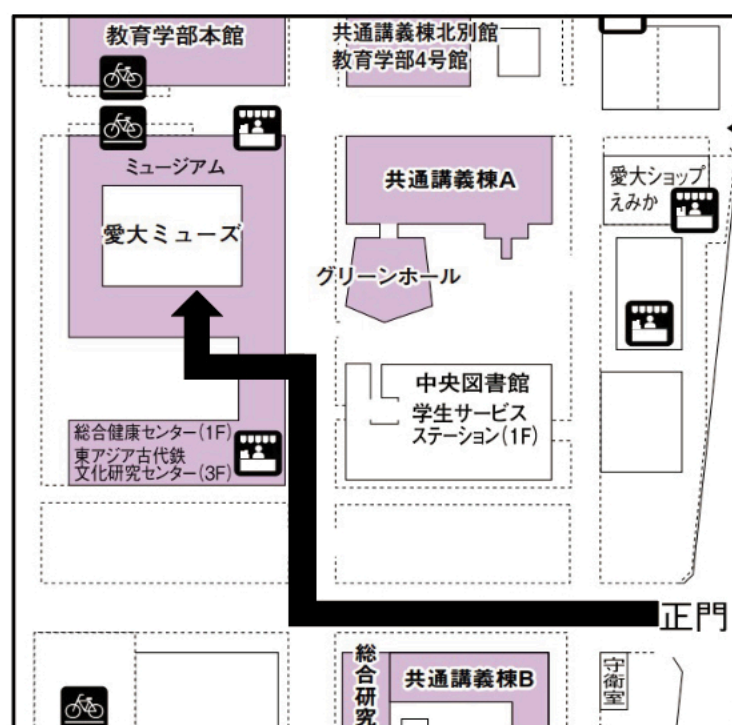 教育学部本館
共通講義棟北別館
教育学部4号館
ミュージアム
愛大ミューズ
共通講義棟A
愛大ショップ
えみか
グリーンホール
中央図書館
学生サービス
ステーション(1F)
総合健康センター(1F)
東アジア古代鉄
文化研究センター(3F)
正門
総合研究
共通講義棟B
守衛室